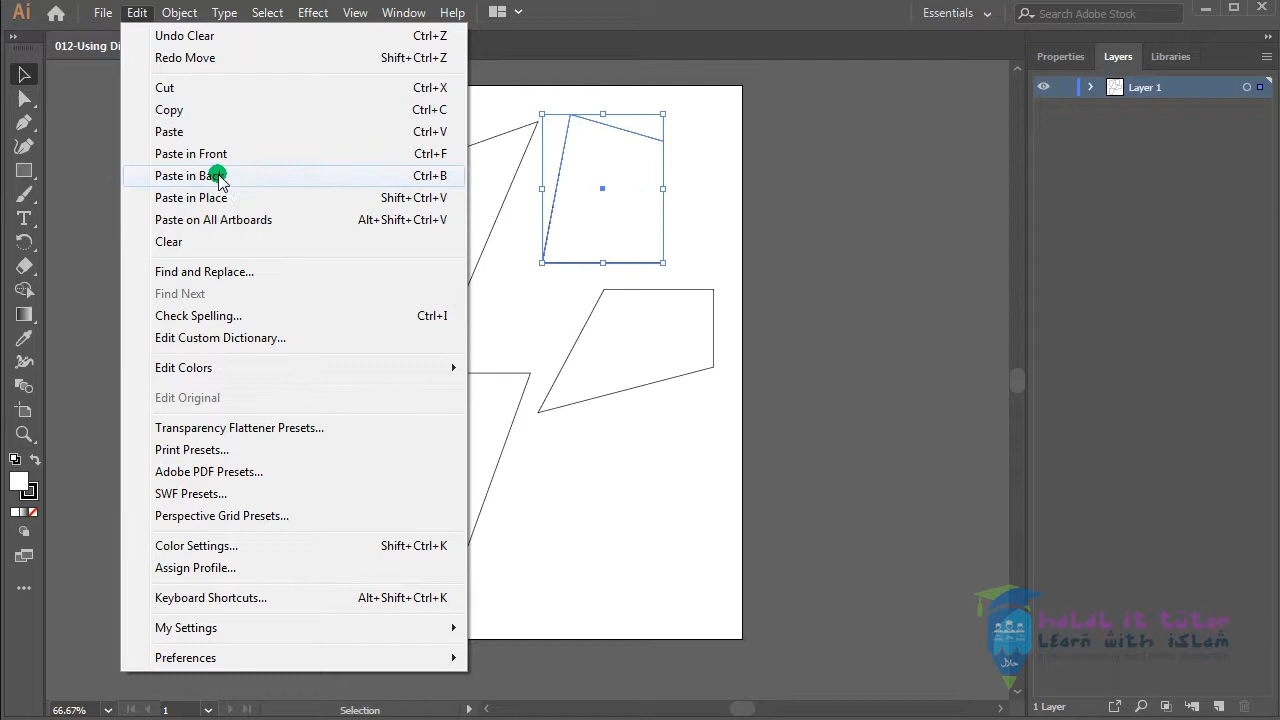 Ai File Edit Object Type Select Effect View Window Help Essentials Search Adobe Stock
012-Using Di
Undo Clear Ctrl+Z
Redo Move Shift+Ctrl+Z
Cut Ctrl+X
Copy Ctrl+C
Paste Ctrl+V
Paste in Front Ctrl+F
Paste in Back Ctrl+B
Paste in Place Shift+Ctrl+V
Paste on All Artboards Alt+Shift+Ctrl+V
Clear
Find and Replace...
Find Next
Check Spelling... Ctrl+I
Edit Custom Dictionary...
Edit Colors
Edit Original
Transparency Flattener Presets...
Print Presets...
Adobe PDF Presets...
SWF Presets...
Perspective Grid Presets...
Color Settings... Shift+Ctrl+K
Assign Profile...
Keyboard Shortcuts... Alt+Shift+Ctrl+K
My Settings
Preferences
Properties Layers Libraries
Layer 1
halal it tutor
Learn with islam
حلال
66.67% 1 Selection 1 Layer